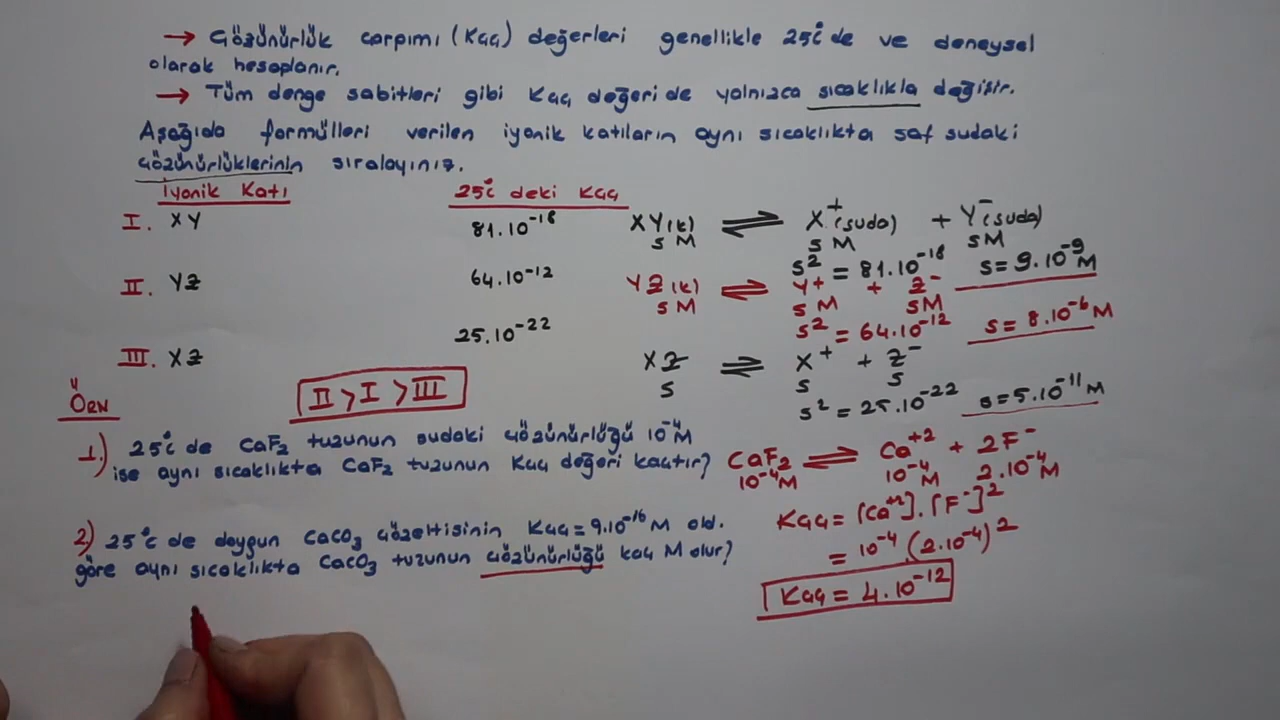 → Çözünürlük çarpımı (Kçç) değerleri genellikle 25°C de ve deneysel
olarak hesaplanır.
→ Tüm denge sabitleri gibi Kçç değeri de yalnızca sıcaklıkla değişir.
Aşağıda formülleri verilen iyonik katıların aynı sıcaklıkta saf sudaki
çözünürlüklerinin sıralayınız.
İyonik Katı 25°C deki Kçç
I. XY 81.10⁻¹⁸ XY(k) ⇌ X⁺(suda) + Y⁻(suda)
sM sM sM
s² = 81.10⁻¹⁸ s = 9.10⁻⁹ M
II. YZ 64.10⁻¹² YZ(k) ⇌ Y⁺ + Z⁻
sM sM sM
s² = 64.10⁻¹² s = 8.10⁻⁶ M
III. XZ 25.10⁻²² XZ ⇌ X⁺ + Z⁻
s s s
s² = 25.10⁻²² s = 5.10⁻¹¹ M
II > I > III
Örn
1.) 25°C de CaF₂ tuzunun sudaki çözünürlüğü 10⁻⁴ M
ise aynı sıcaklıkta CaF₂ tuzunun Kçç değeri kaçtır?
CaF₂ ⇌ Ca⁺² + 2F⁻
10⁻⁴ M 10⁻⁴ M 2.10⁻⁴ M
Kçç = [Ca⁺²].[F⁻]²
= 10⁻⁴.(2.10⁻⁴)²
Kçç = 4.10⁻¹²
2) 25°C de doygun CaCO₃ çözeltisinin Kçç = 9.10⁻¹⁶ M old.
göre aynı sıcaklıkta CaCO₃ tuzunun çözünürlüğü kaç M olur?